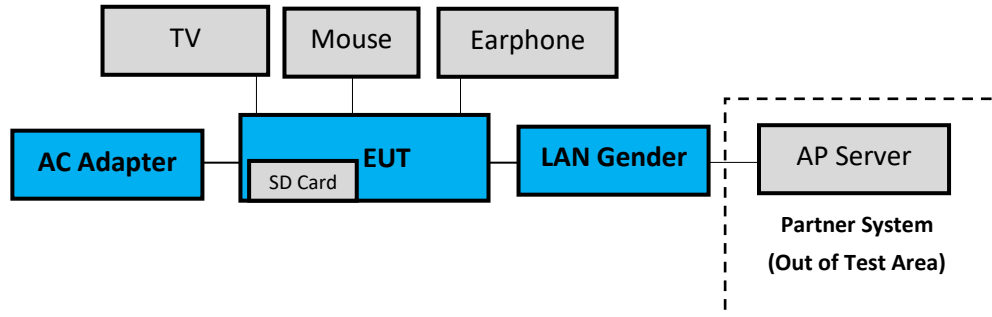 TV
Mouse
Earphone
AC Adapter
EUT
SD Card
LAN Gender
AP Server
Partner System
(Out of Test Area)